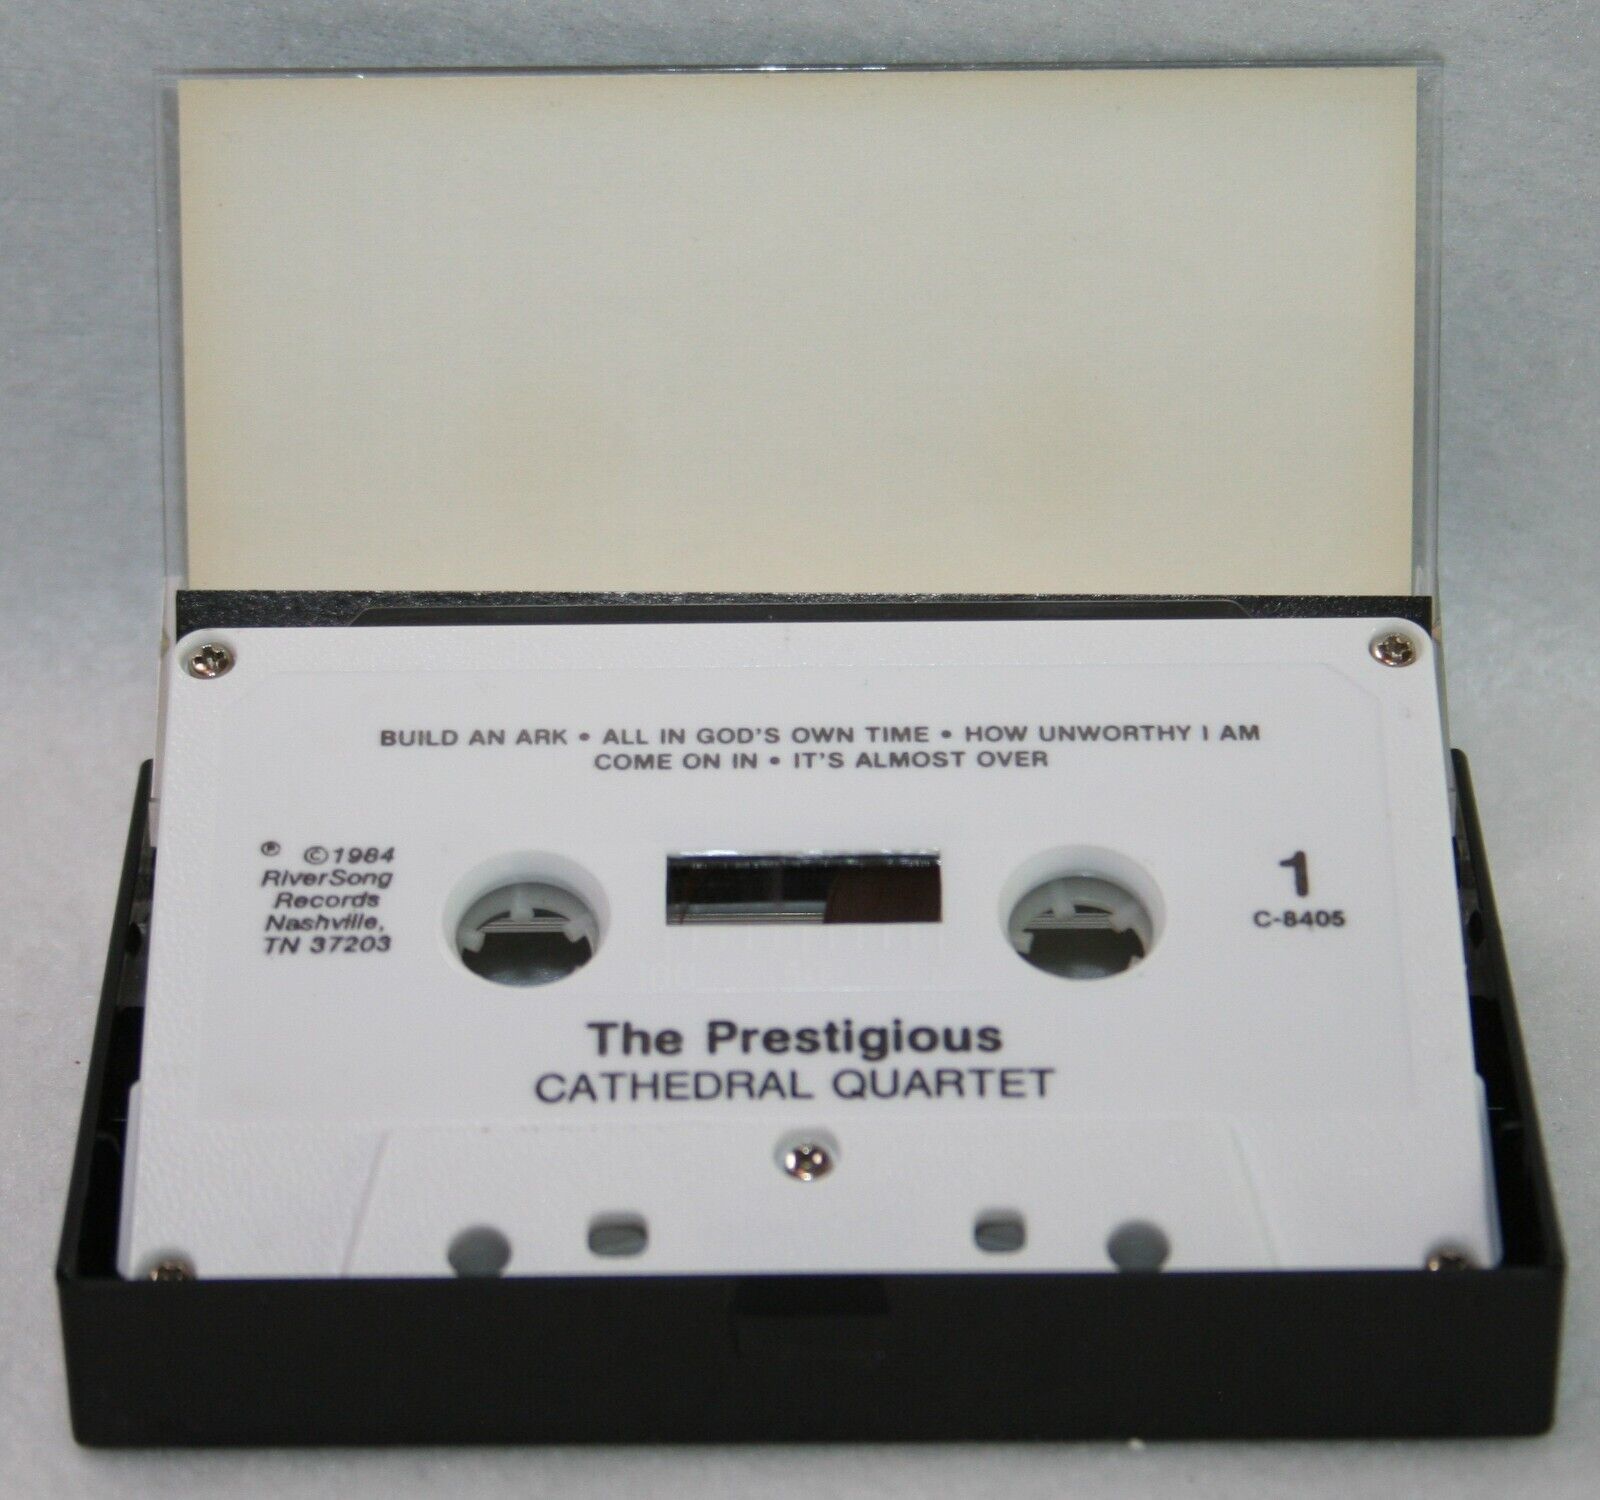 BUILD AN ARK • ALL IN GOD'S OWN TIME • HOW UNWORTHY I AM
COME ON IN • IT'S ALMOST OVER
℗ ©1984
RiverSong
Records
Nashville,
TN 37203
1
C-8405
The Prestigious
CATHEDRAL QUARTET